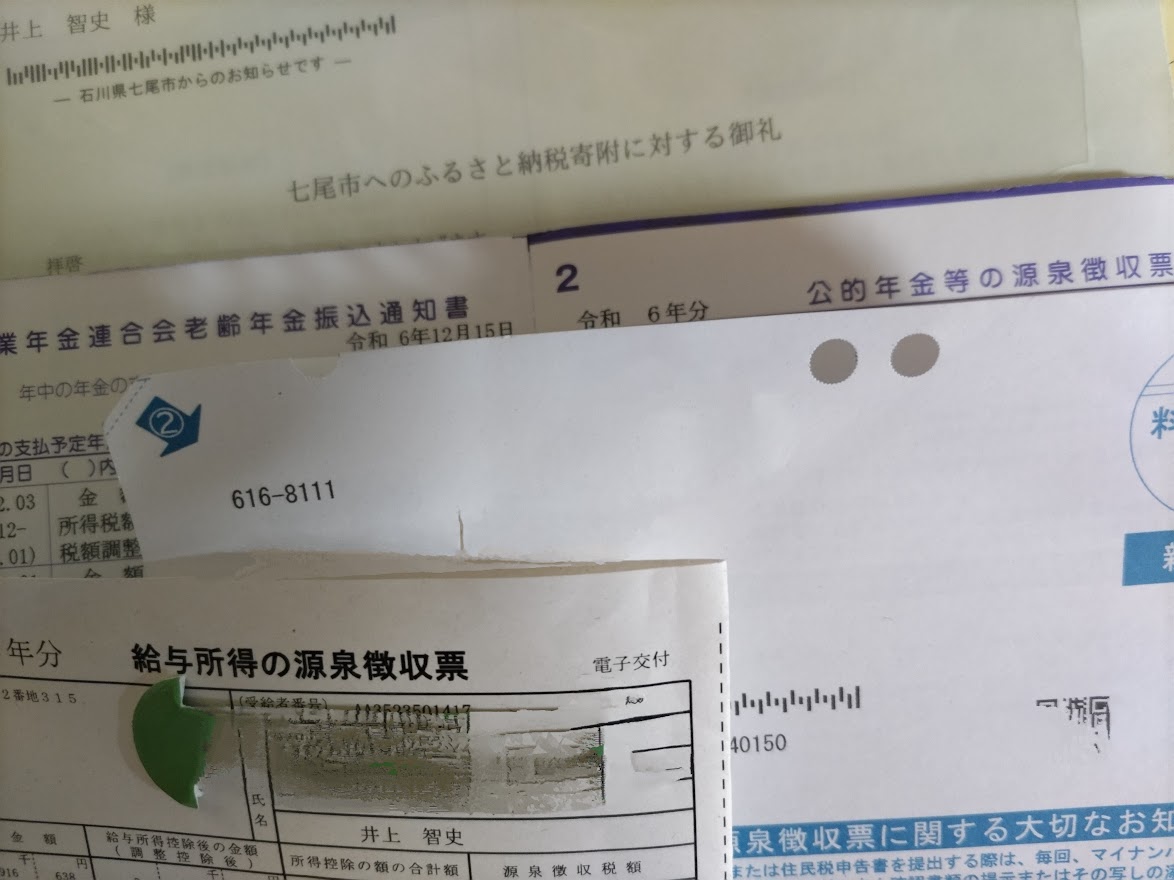 井上 智史 様
― 石川県七尾市からのお知らせです ―
七尾市へのふるさと納税寄附に対する御礼
拝啓
業年金連合会老齢年金振込通知書
令和 6年12月15日
年中の年金の
の支払予定年
月日 ( )内
2.03 金
12- 所得税額
.01) 税額調整
金 額
2
公的年金等の源泉徴収票
令和 6年分
②
616-8111
料
新
40150
源泉徴収票に関する大切なお知
または住民税申告書を提出する際は、毎回、マイナンバ
年分
給与所得の源泉徴収票
電子交付
2番地315
(受給者番号)
氏名
井上 智史
金 額
給与所得控除後の金額
(調整控除後)
所得控除の額の合計額
源泉徴収税額
千 円
916 638
千
円